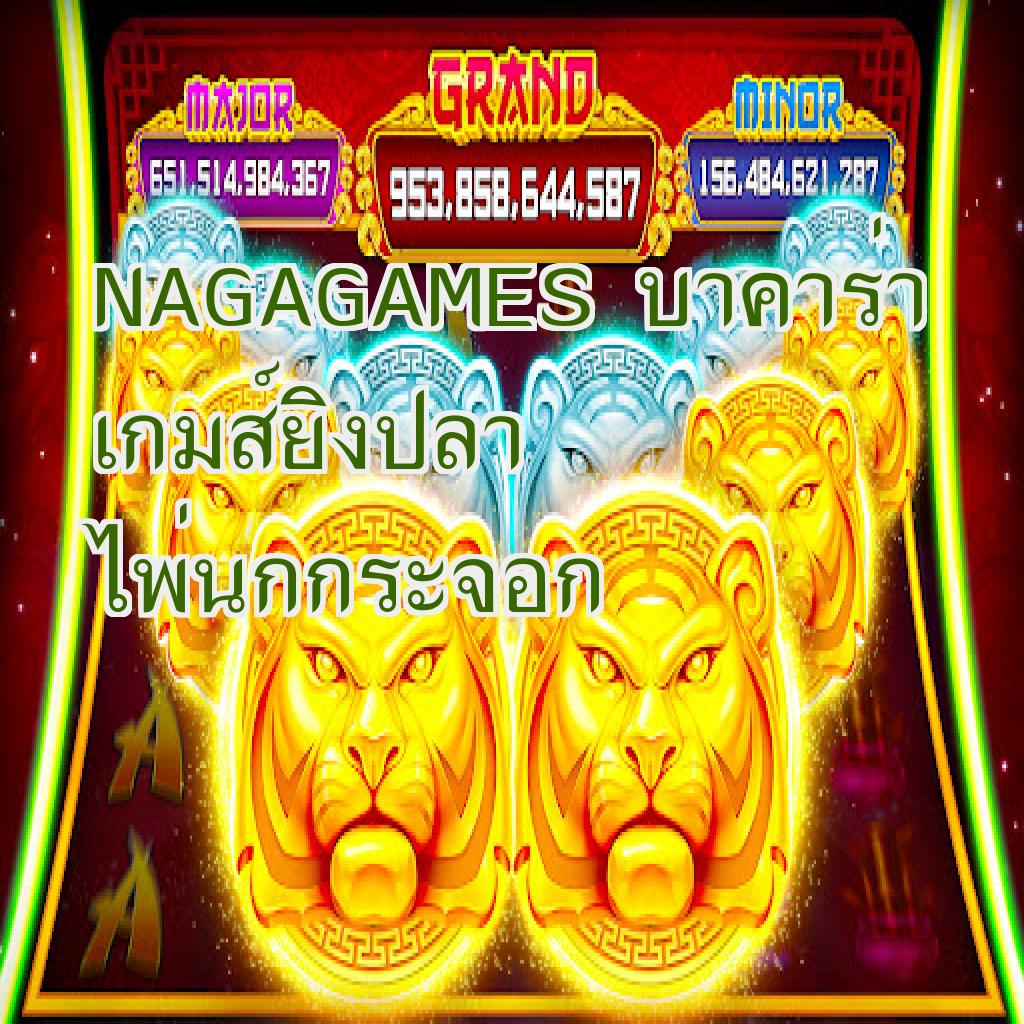 MAJOR GRAND MINOR
651,514,984,367 953,858,644,587 156,484,621,287
NAGAGAMES บาคาร่า
เกมส์ยิงปลา
ไพ่นกกระจอก
A
A